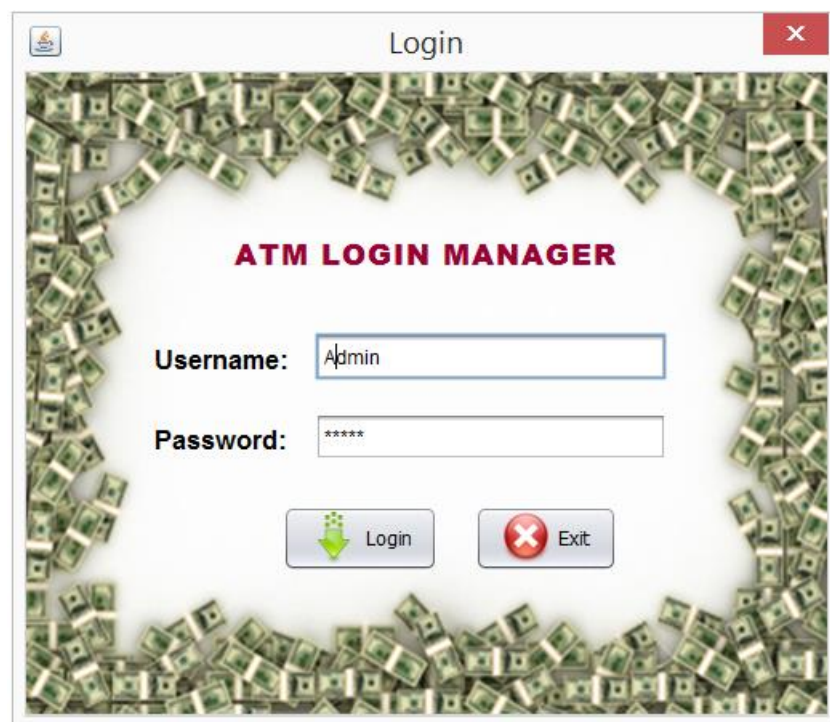 Login
ATM LOGIN MANAGER
Username: Admin
Password: *****
Login Exit